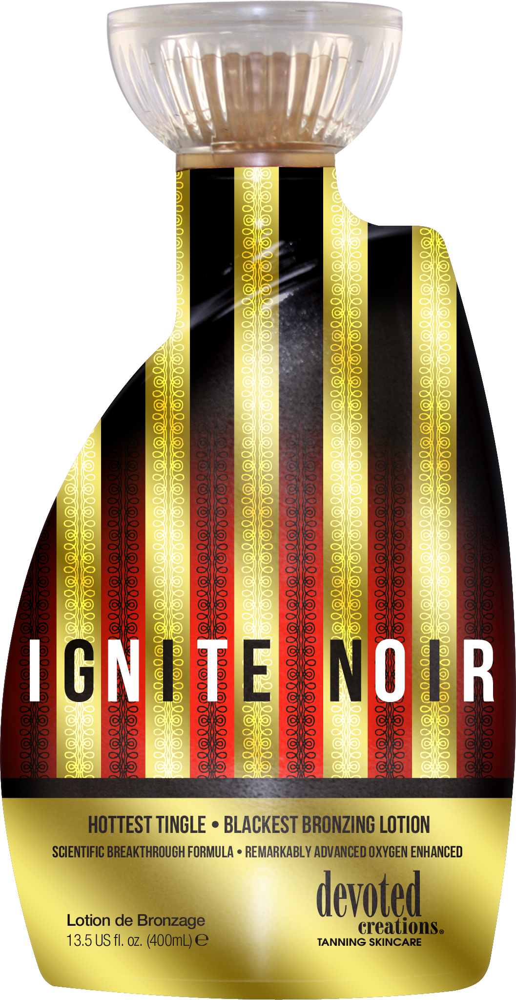 IGNITE NOIR
HOTTEST TINGLE • BLACKEST BRONZING LOTION
SCIENTIFIC BREAKTHROUGH FORMULA • REMARKABLY ADVANCED OXYGEN ENHANCED
devoted
creations®
TANNING SKINCARE
Lotion de Bronzage
13.5 US fl. oz. (400mL) ℮